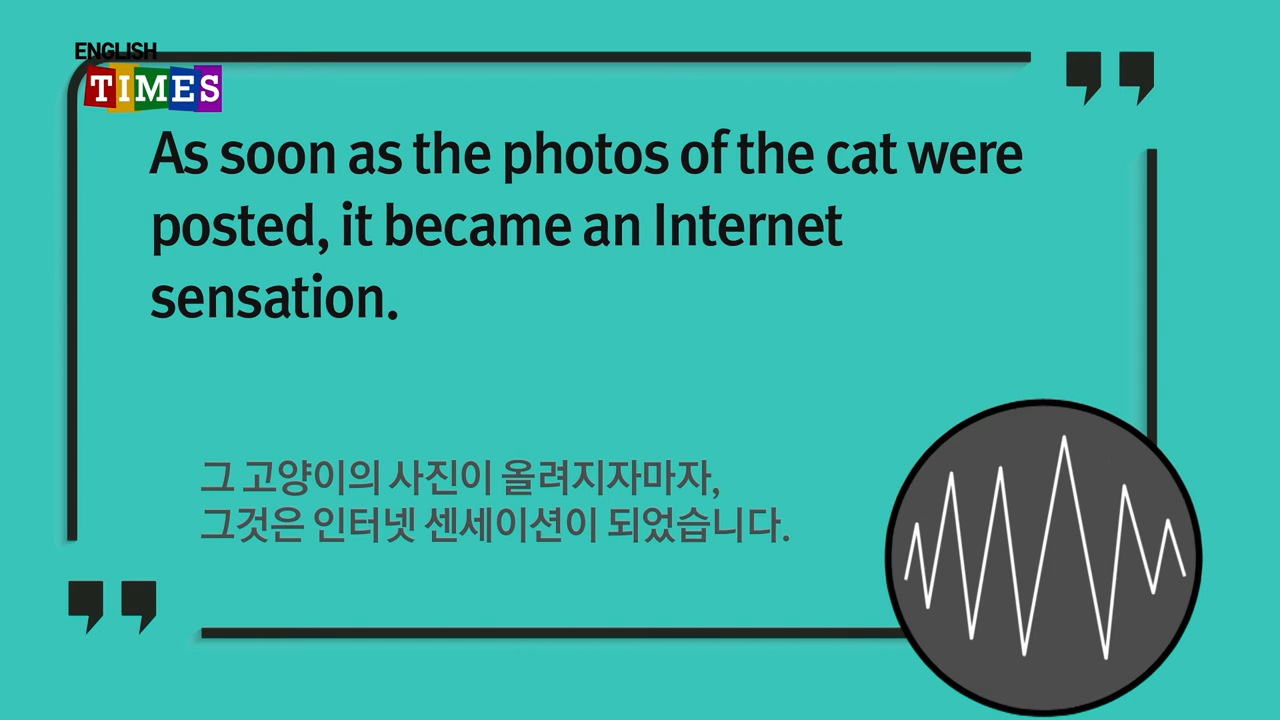 ENGLISH
TIMES
As soon as the photos of the cat were
posted, it became an Internet
sensation.
그 고양이의 사진이 올려지자마자,
그것은 인터넷 센세이션이 되었습니다.